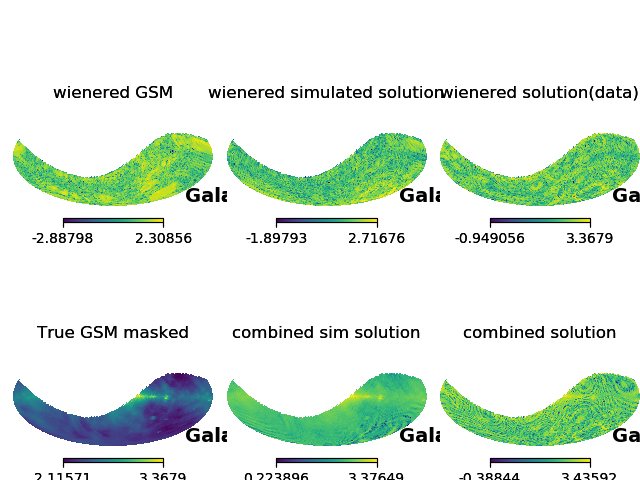 wienered GSM wienered simulated solution wienered solution(data)
Gala Gala Ga
-2.88798 2.30856 -1.89793 2.71676 -0.949056 3.3679
True GSM masked combined sim solution combined solution
Gala Gala Ga
2.11571 3.3679 0.223896 3.37649 -0.38844 3.43592